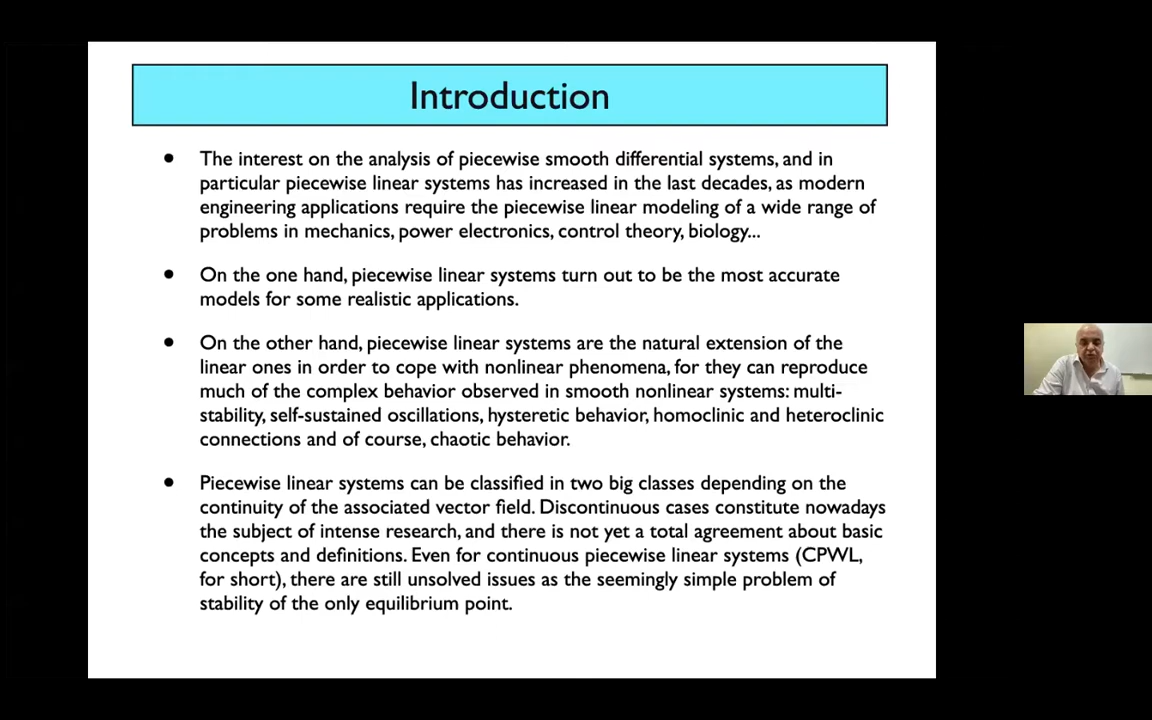 Introduction
• The interest on the analysis of piecewise smooth differential systems, and in
particular piecewise linear systems has increased in the last decades, as modern
engineering applications require the piecewise linear modeling of a wide range of
problems in mechanics, power electronics, control theory, biology...
• On the one hand, piecewise linear systems turn out to be the most accurate
models for some realistic applications.
• On the other hand, piecewise linear systems are the natural extension of the
linear ones in order to cope with nonlinear phenomena, for they can reproduce
much of the complex behavior observed in smooth nonlinear systems: multi-
stability, self-sustained oscillations, hysteretic behavior, homoclinic and heteroclinic
connections and of course, chaotic behavior.
• Piecewise linear systems can be classified in two big classes depending on the
continuity of the associated vector field. Discontinuous cases constitute nowadays
the subject of intense research, and there is not yet a total agreement about basic
concepts and definitions. Even for continuous piecewise linear systems (CPWL,
for short), there are still unsolved issues as the seemingly simple problem of
stability of the only equilibrium point.